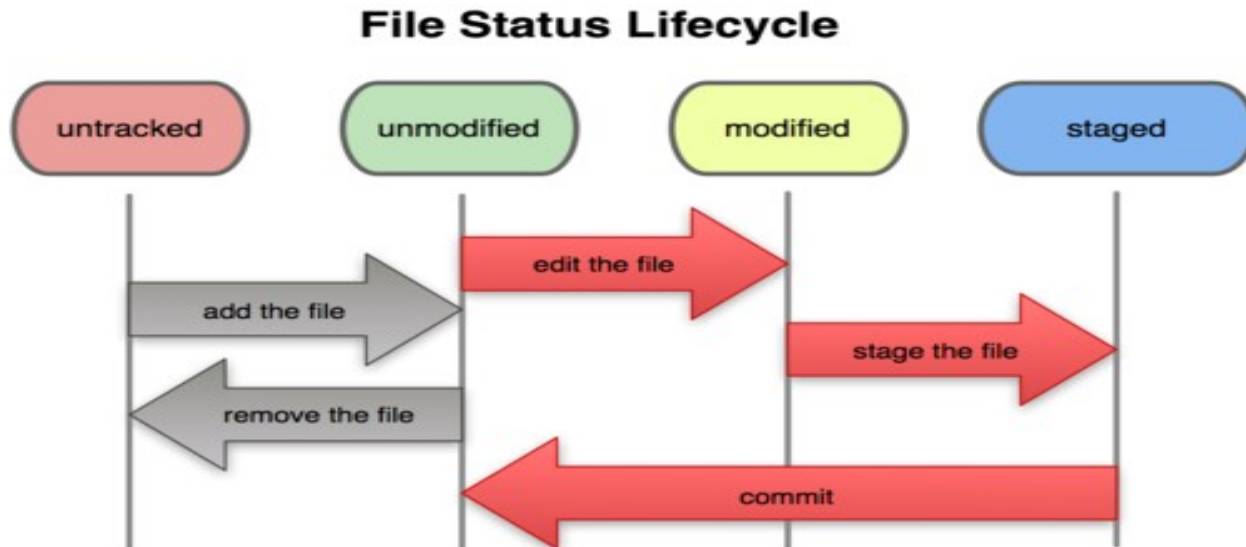 File Status Lifecycle
untracked
unmodified
modified
staged
edit the file
add the file
stage the file
remove the file
commit